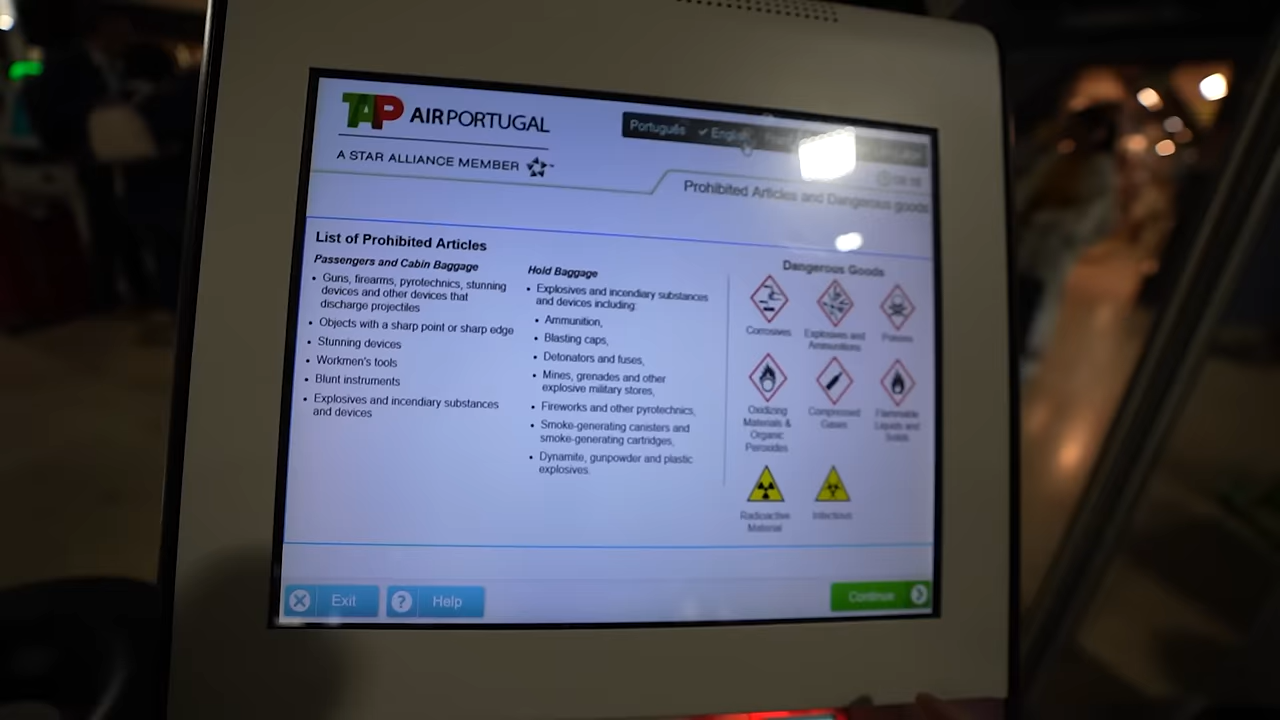 TAP AIRPORTUGAL
A STAR ALLIANCE MEMBER
Português ✓ English
Prohibited Articles and Dangerous goods
List of Prohibited Articles
Passengers and Cabin Baggage
• Guns, firearms, pyrotechnics, stunning
devices and other devices that
discharge projectiles
• Objects with a sharp point or sharp edge
• Stunning devices
• Workmen's tools
• Blunt instruments
• Explosives and incendiary substances
and devices
Hold Baggage
• Explosives and incendiary substances
and devices including:
• Ammunition,
• Blasting caps,
• Detonators and fuses,
• Mines, grenades and other
explosive military stores,
• Fireworks and other pyrotechnics,
• Smoke-generating canisters and
smoke-generating cartridges,
• Dynamite, gunpowder and plastic
explosives.
Dangerous Goods
Corrosives
Explosives and
Ammunitions
Poisons
Oxidizing
Materials &
Organic
Peroxides
Compressed
Gases
Flammable
Liquids and
Solids
Radioactive
Material
Infectious
Exit
Help
Continue